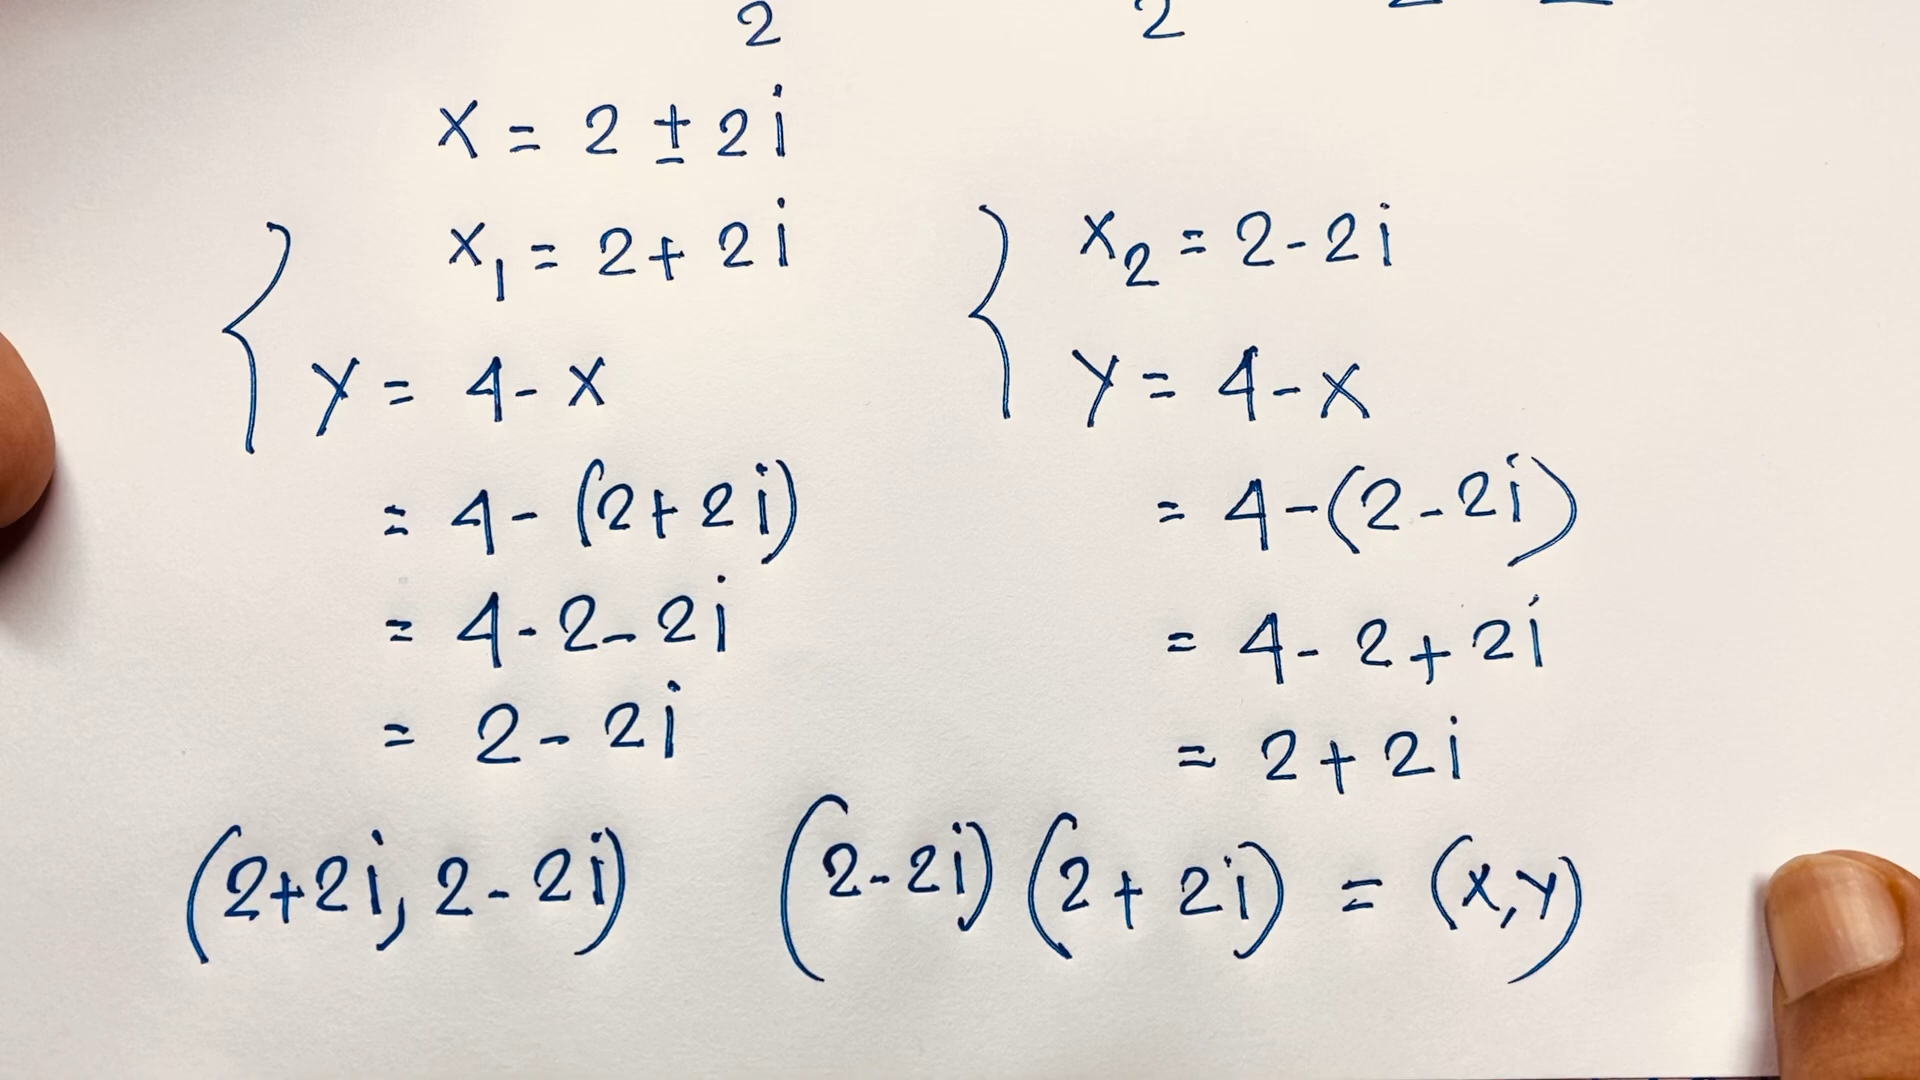 2 2
x = 2 ± 2i
x₁ = 2 + 2i
y = 4 - x
= 4 - (2 + 2i)
= 4 - 2 - 2i
= 2 - 2i
x₂ = 2 - 2i
y = 4 - x
= 4 - (2 - 2i)
= 4 - 2 + 2i
= 2 + 2i
(2+2i, 2-2i) (2-2i) (2+2i) = (x,y)